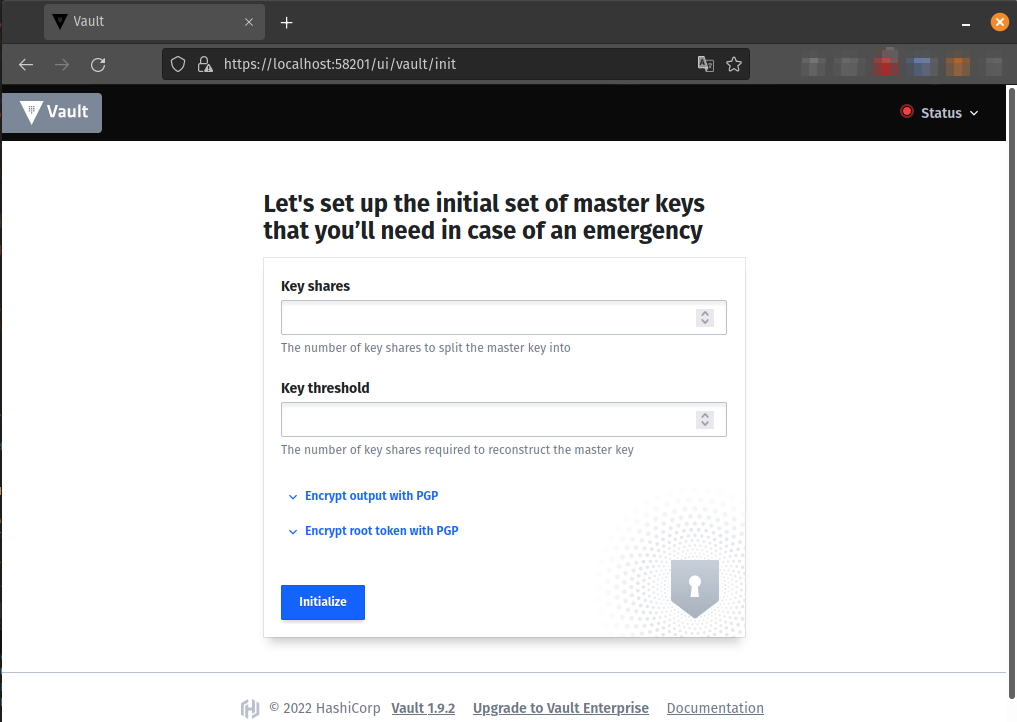 Vault
https://localhost:58201/ui/vault/init
Vault
Status
Let's set up the initial set of master keys
that you’ll need in case of an emergency
Key shares
The number of key shares to split the master key into
Key threshold
The number of key shares required to reconstruct the master key
Encrypt output with PGP
Encrypt root token with PGP
Initialize
© 2022 HashiCorp Vault 1.9.2 Upgrade to Vault Enterprise Documentation